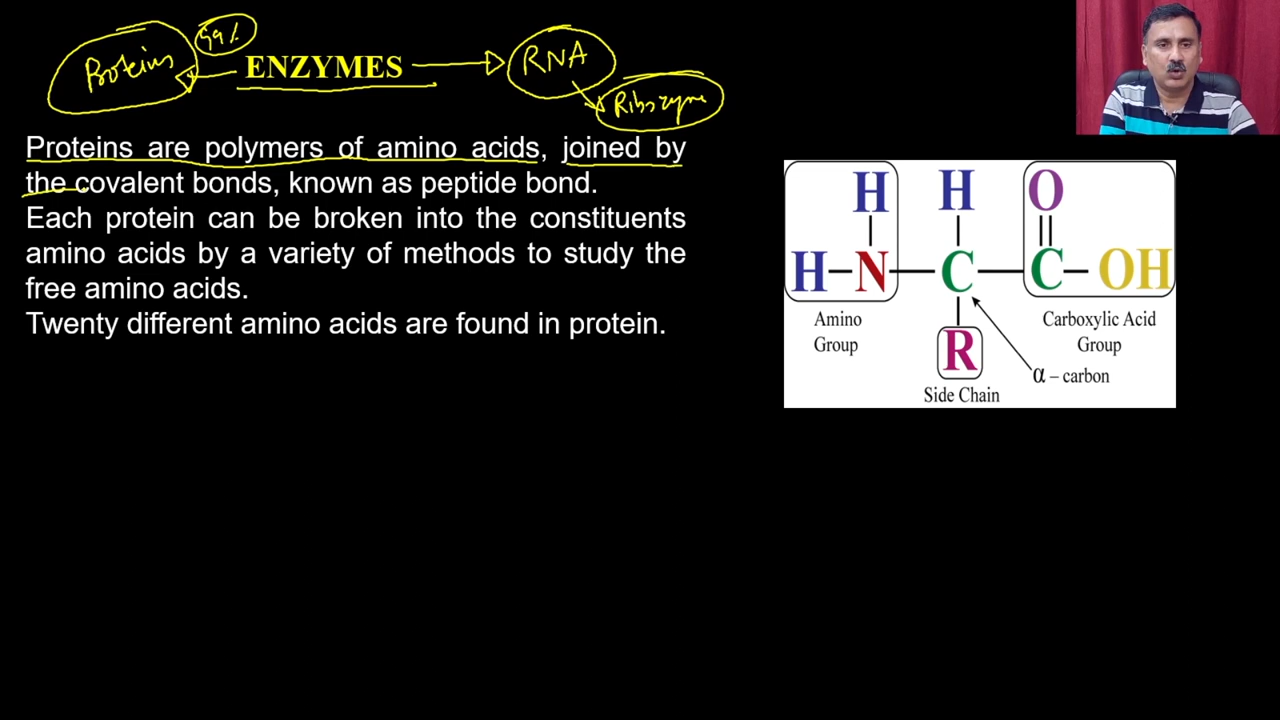 Proteins 99% ENZYMES RNA
Ribozyme
Proteins are polymers of amino acids, joined by
the covalent bonds, known as peptide bond.
Each protein can be broken into the constituents
amino acids by a variety of methods to study the
free amino acids.
Twenty different amino acids are found in protein.
H H O
H–N C C–OH
Amino
Group
R
Carboxylic Acid
Group
α – carbon
Side Chain